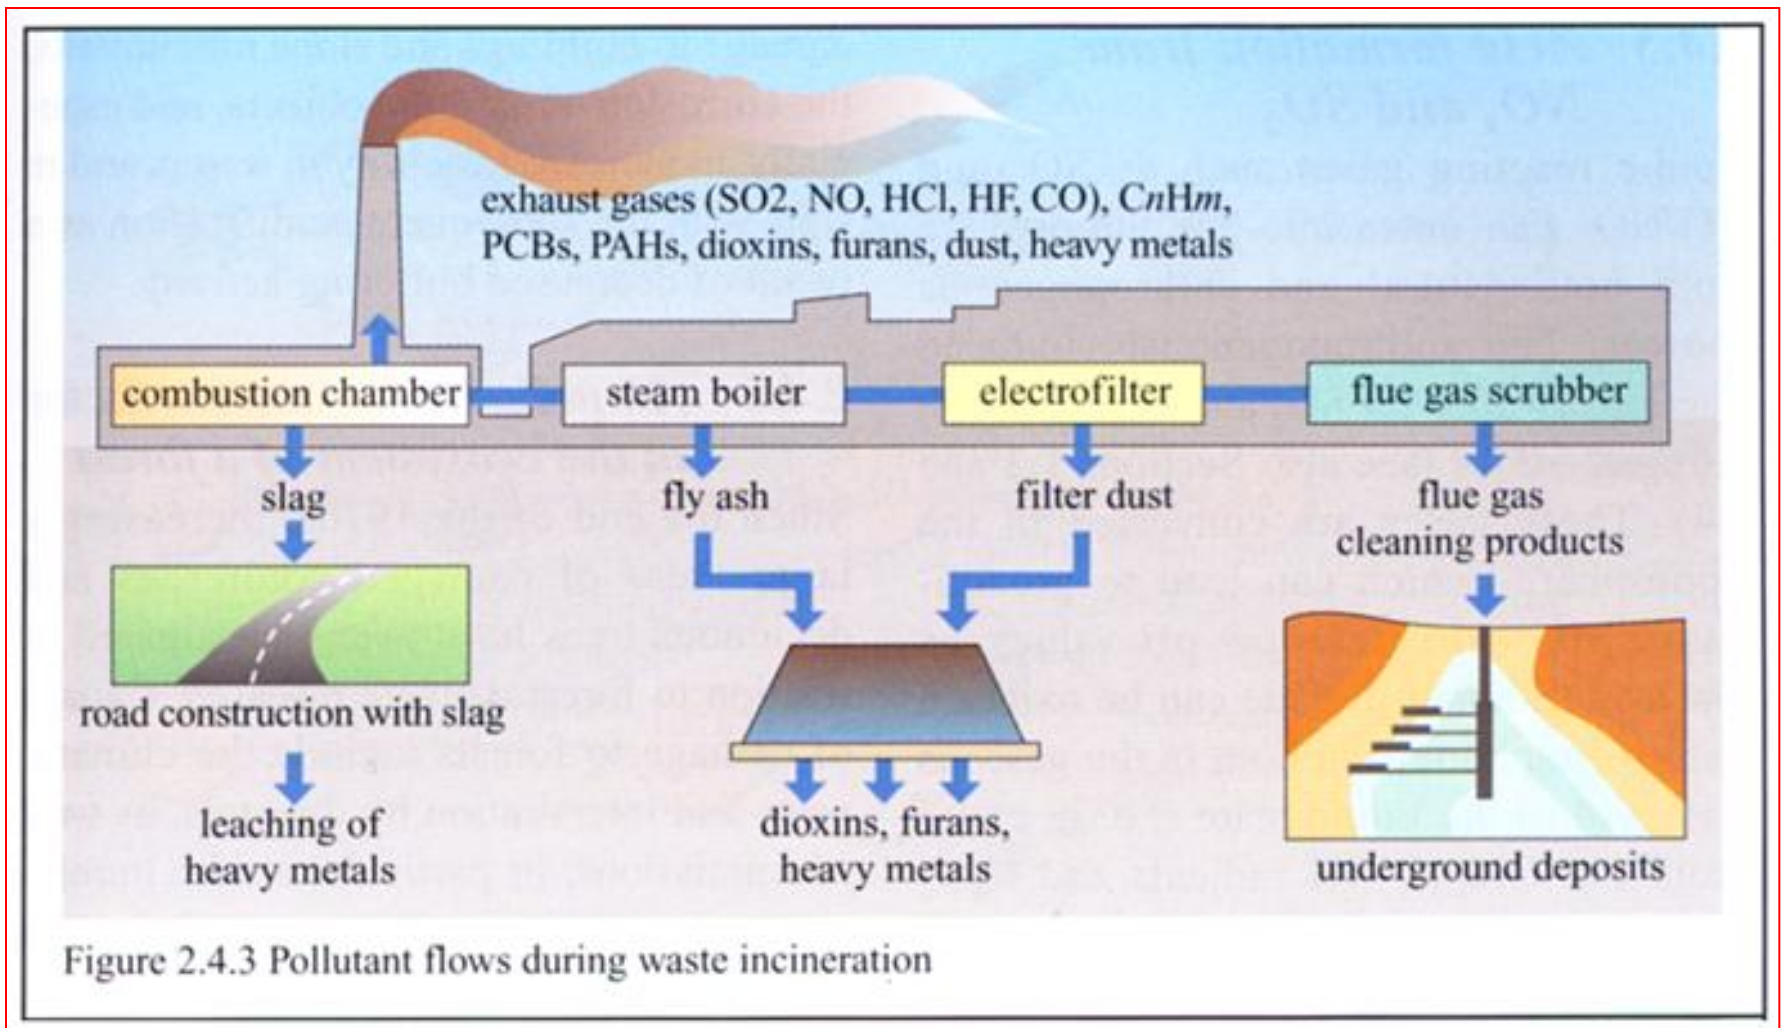 exhaust gases (SO2, NO, HCl, HF, CO), CnHm,
PCBs, PAHs, dioxins, furans, dust, heavy metals
combustion chamber
steam boiler
electrofilter
flue gas scrubber
slag
fly ash
filter dust
flue gas
cleaning products
road construction with slag
leaching of
heavy metals
dioxins, furans,
heavy metals
underground deposits
Figure 2.4.3 Pollutant flows during waste incineration